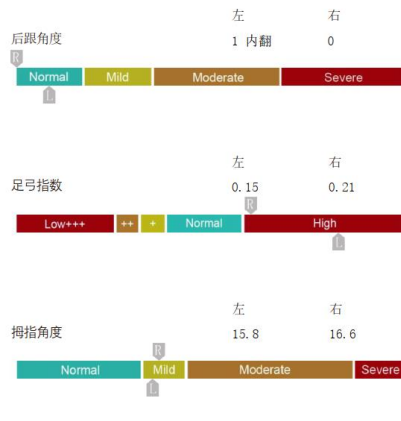 左 右
后跟角度 1 内翻 0
R
Normal Mild Moderate Severe
L
左 右
足弓指数 0.15 0.21
R
Low+++ ++ + Normal High
L
左 右
拇指角度 15.8 16.6
R
Normal Mild Moderate Severe
L